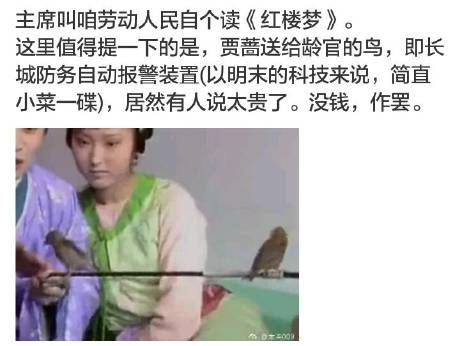 主席叫咱劳动人民自个读《红楼梦》。
这里值得提一下的是，贾蔷送给龄官的鸟，即长
城防务自动报警装置(以明末的科技来说，简直
小菜一碟)，居然有人说太贵了。没钱，作罢。